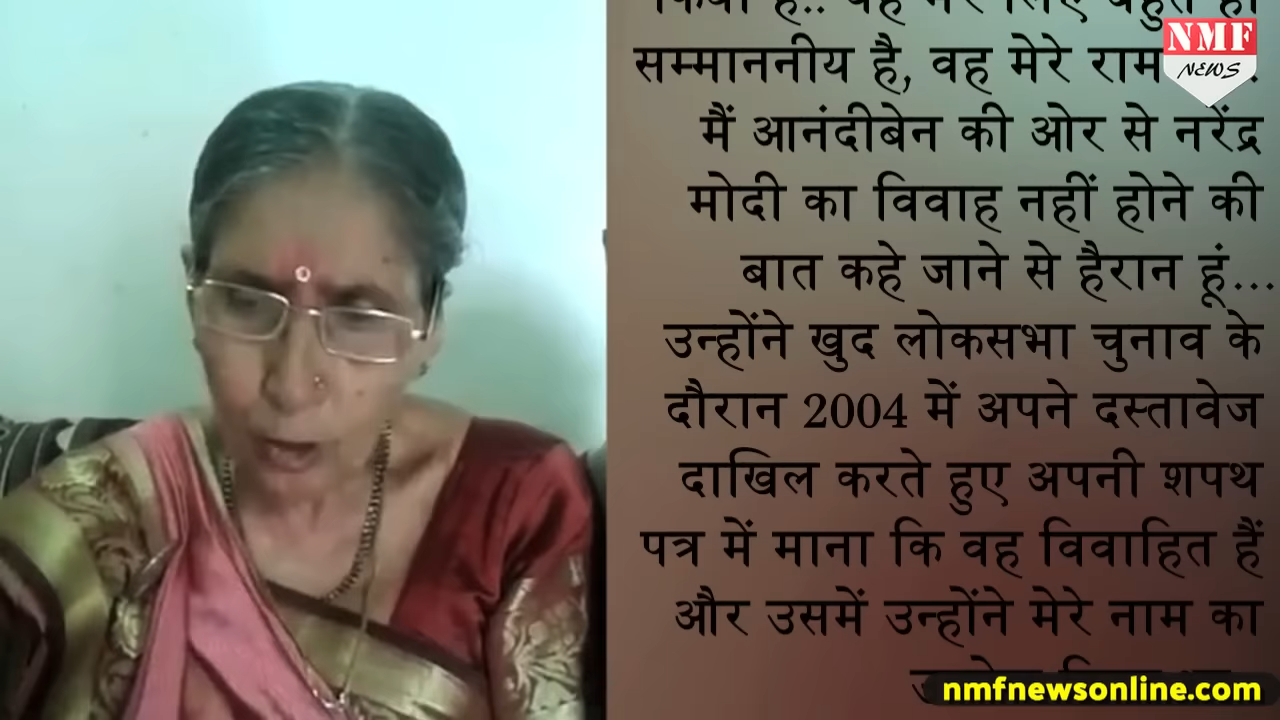 सम्माननीय है, वह मेरे राम
मैं आनंदीबेन की ओर से नरेंद्र
मोदी का विवाह नहीं होने की
बात कहे जाने से हैरान हूं...
उन्होंने खुद लोकसभा चुनाव के
दौरान 2004 में अपने दस्तावेज
दाखिल करते हुए अपनी शपथ
पत्र में माना कि वह विवाहित हैं
और उसमें उन्होंने मेरे नाम का
NMF
NEWS
nmfnewsonline.com